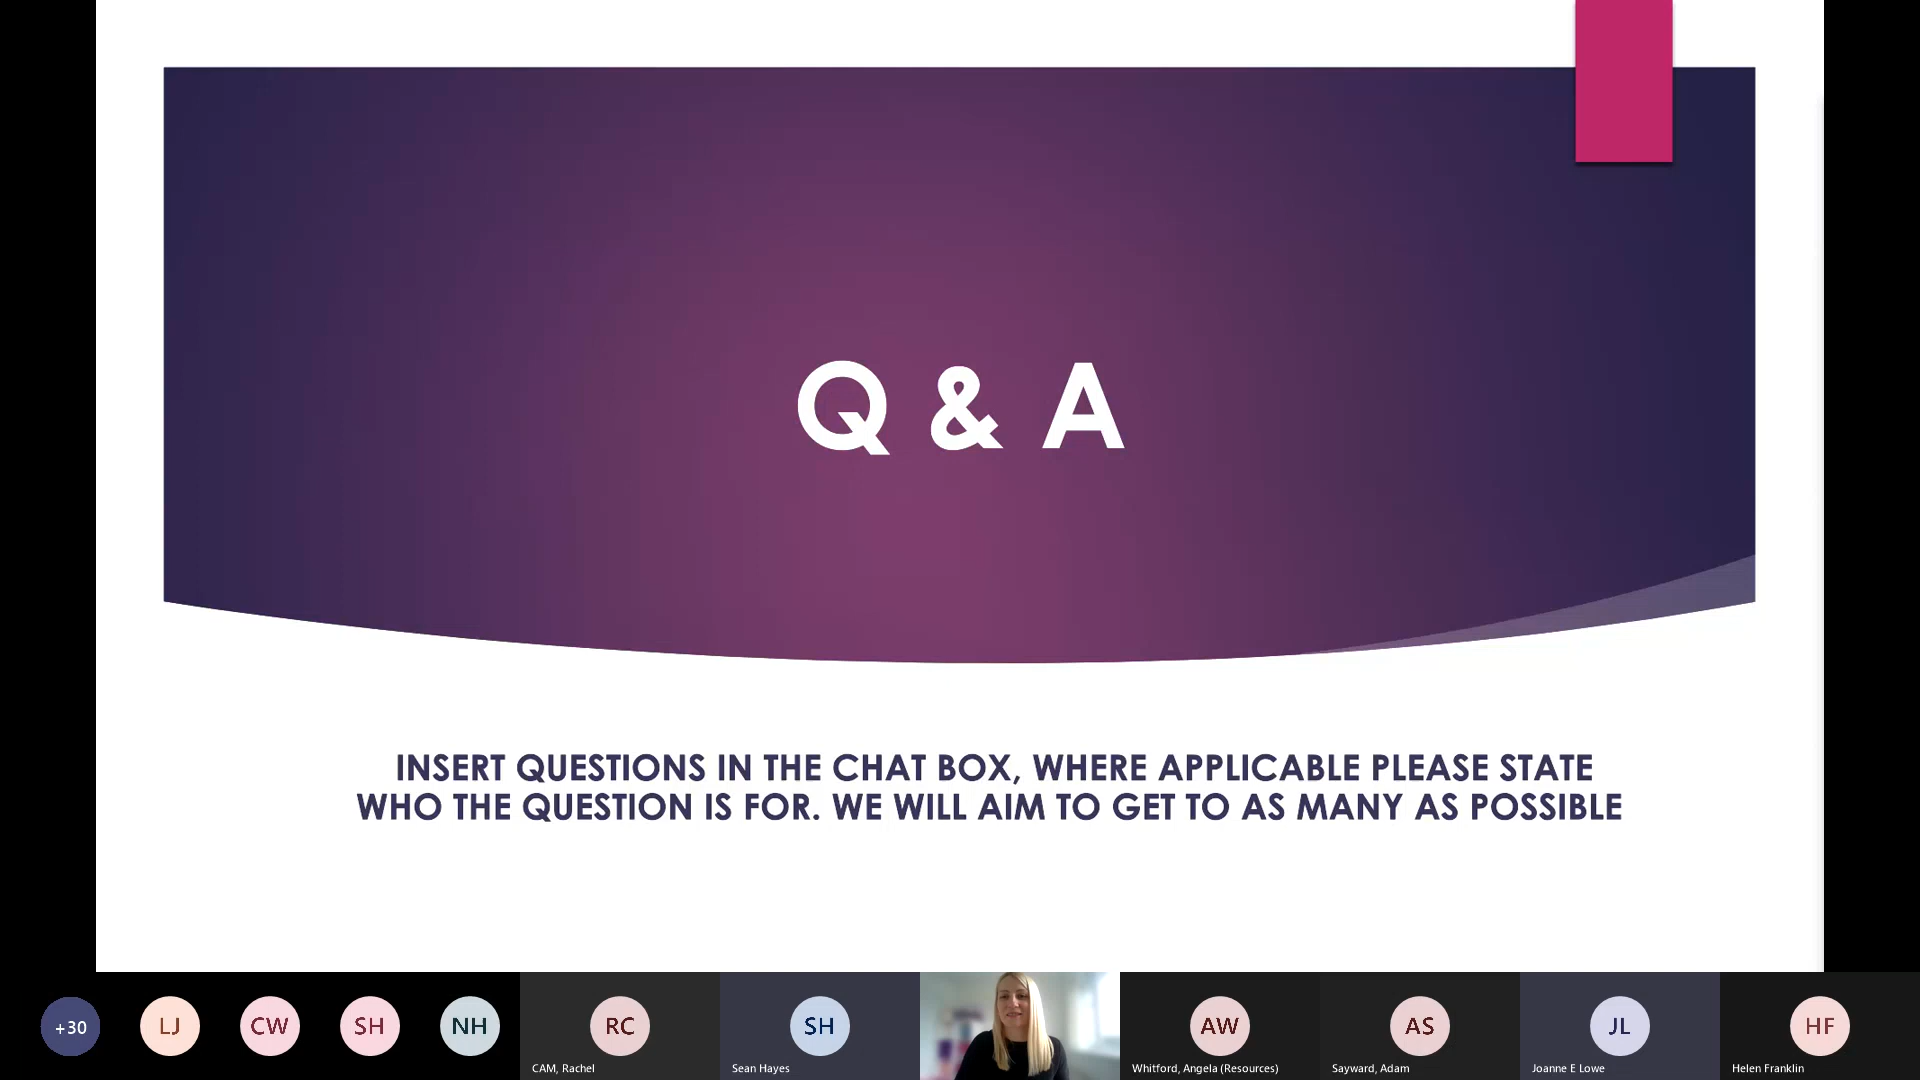 Q & A
INSERT QUESTIONS IN THE CHAT BOX, WHERE APPLICABLE PLEASE STATE
WHO THE QUESTION IS FOR. WE WILL AIM TO GET TO AS MANY AS POSSIBLE
+30
LJ
CW
SH
NH
RC
CAM, Rachel
SH
Sean Hayes
AW
Whitford, Angela (Resources)
AS
Sayward, Adam
JL
Joanne E Lowe
HF
Helen Franklin